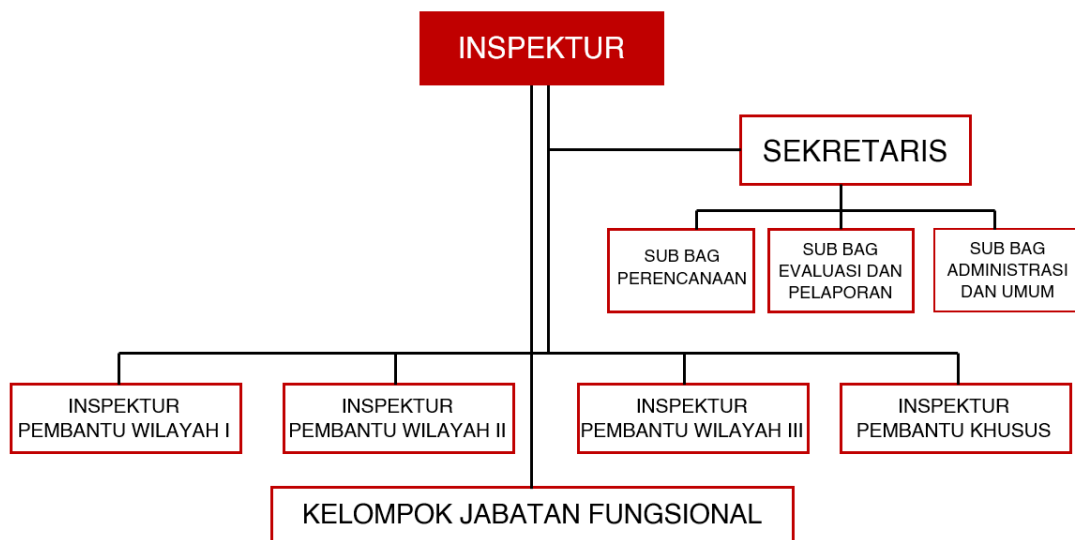 INSPEKTUR
SEKRETARIS
SUB BAG
PERENCANAAN
SUB BAG
EVALUASI DAN
PELAPORAN
SUB BAG
ADMINISTRASI
DAN UMUM
INSPEKTUR
PEMBANTU WILAYAH I
INSPEKTUR
PEMBANTU WILAYAH II
INSPEKTUR
PEMBANTU WILAYAH III
INSPEKTUR
PEMBANTU KHUSUS
KELOMPOK JABATAN FUNGSIONAL